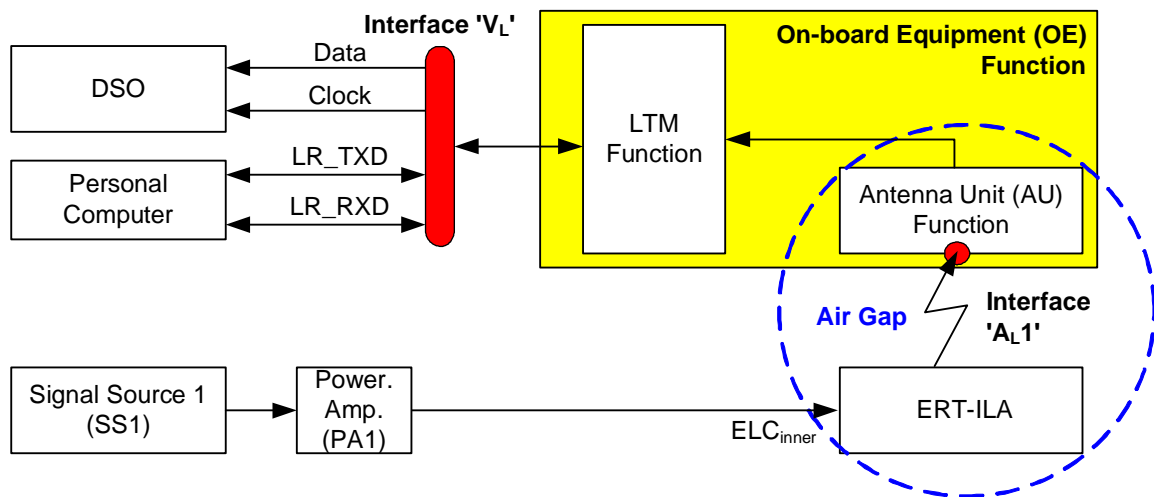 Interface 'VL'
On-board Equipment (OE)
Function
DSO
Data
Clock
LTM
Function
Personal
Computer
LR_TXD
LR_RXD
Antenna Unit (AU)
Function
Air Gap
Interface
'AL1'
Signal Source 1
(SS1)
Power.
Amp.
(PA1)
ELCinner
ERT-ILA